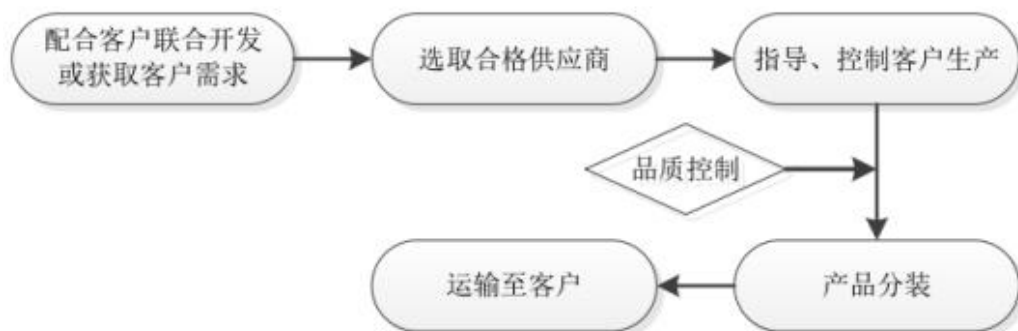 配合客户联合开发
或获取客户需求
选取合格供应商
指导、控制客户生产
品质控制
运输至客户
产品分装